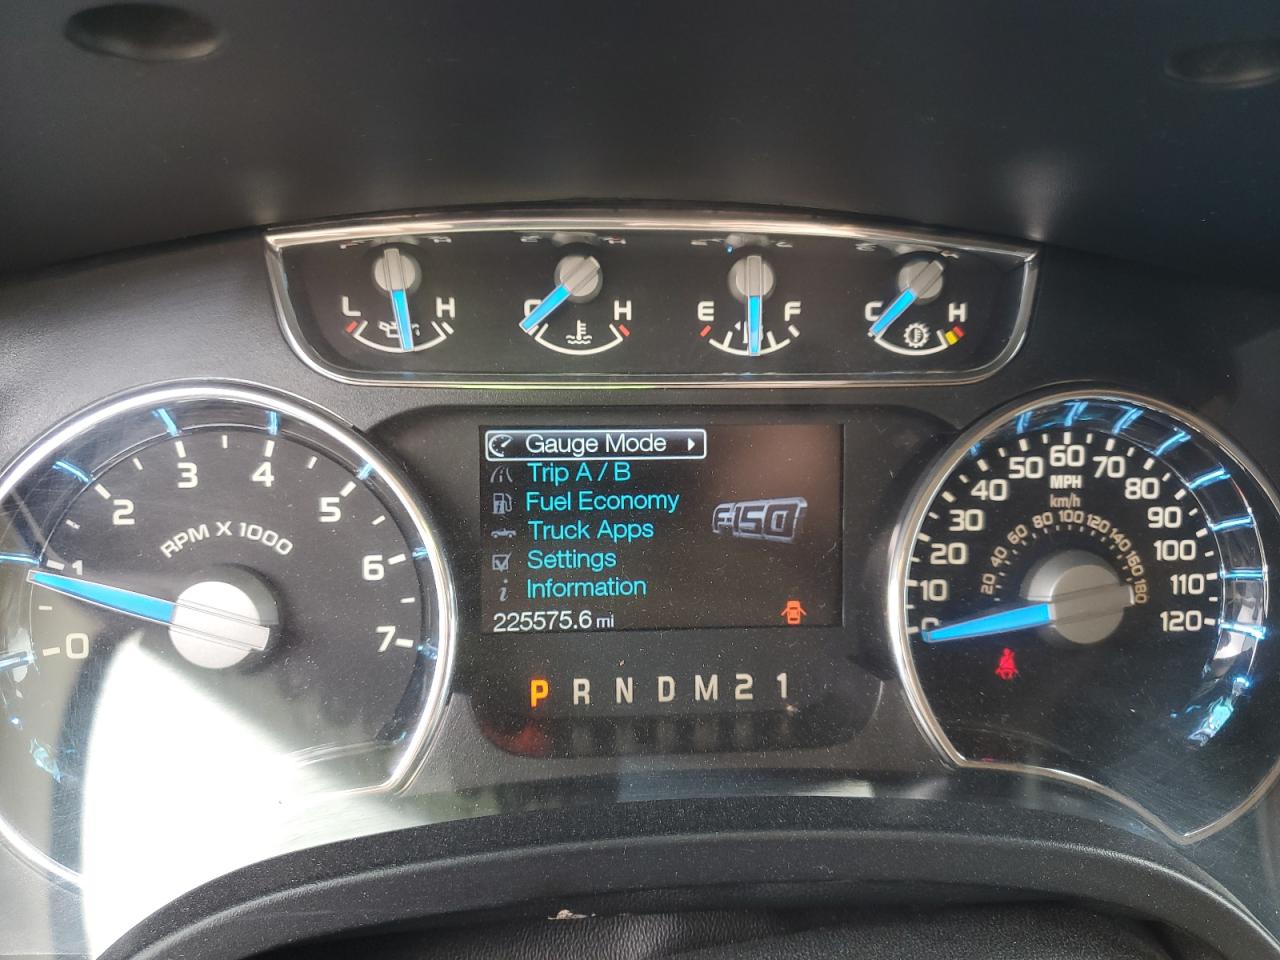 L H
C H
E F
C H
0 1 2 3 4 5 6 7
RPM X 1000
Gauge Mode
Trip A / B
Fuel Economy
Truck Apps
Settings
Information
225575.6 mi
F-150
P R N D M 2 1
0 10 20 30 40 50 60 70 80 90 100 110 120
MPH
km/h
20 40 60 80 100 120 140 160 180